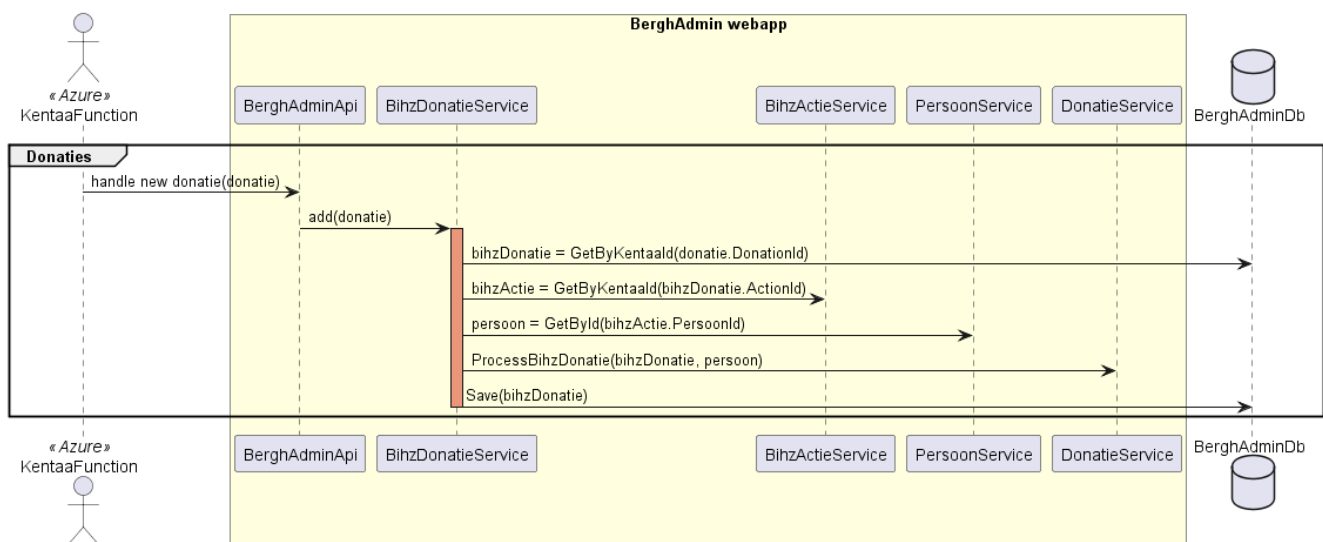 BerghAdmin webapp
« Azure »
KentaaFunction
BerghAdminApi
BihzDonatieService
BihzActieService
PersoonService
DonatieService
BerghAdminDb
Donaties
handle new donatie(donatie)
add(donatie)
bihzDonatie = GetByKentaaId(donatie.DonationId)
bihzActie = GetByKentaaId(bihzDonatie.ActionId)
persoon = GetById(bihzActie.PersoonId)
ProcessBihzDonatie(bihzDonatie, persoon)
Save(bihzDonatie)
« Azure »
KentaaFunction
BerghAdminApi
BihzDonatieService
BihzActieService
PersoonService
DonatieService
BerghAdminDb